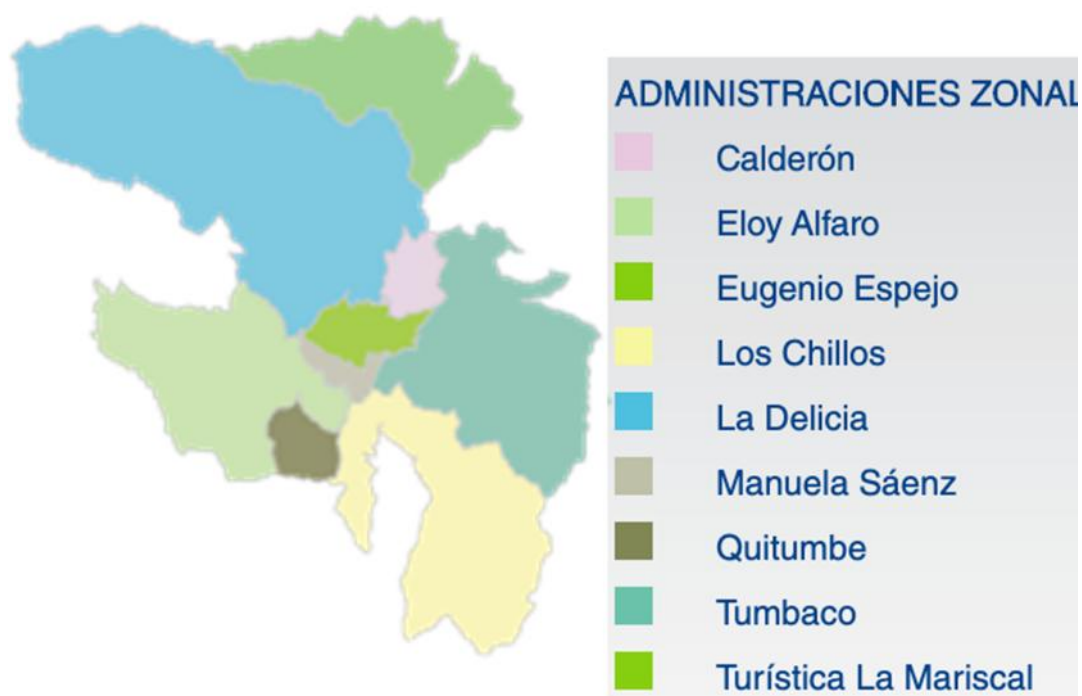 ADMINISTRACIONES ZONAL
Calderón
Eloy Alfaro
Eugenio Espejo
Los Chillos
La Delicia
Manuela Sáenz
Quitumbe
Tumbaco
Turística La Mariscal